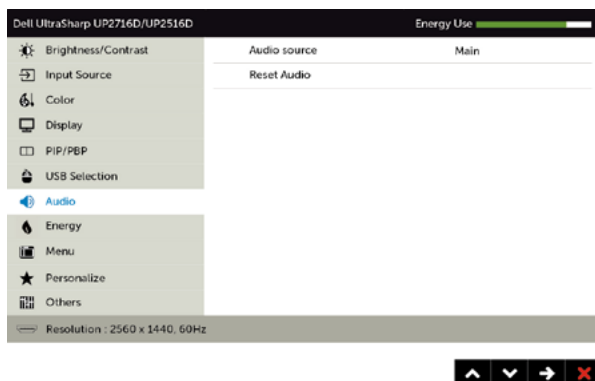 Dell UltraSharp UP2716D/UP2516D Energy Use
Brightness/Contrast Audio source Main
Input Source Reset Audio
Color
Display
PIP/PBP
USB Selection
Audio
Energy
Menu
Personalize
Others
Resolution : 2560 x 1440, 60Hz